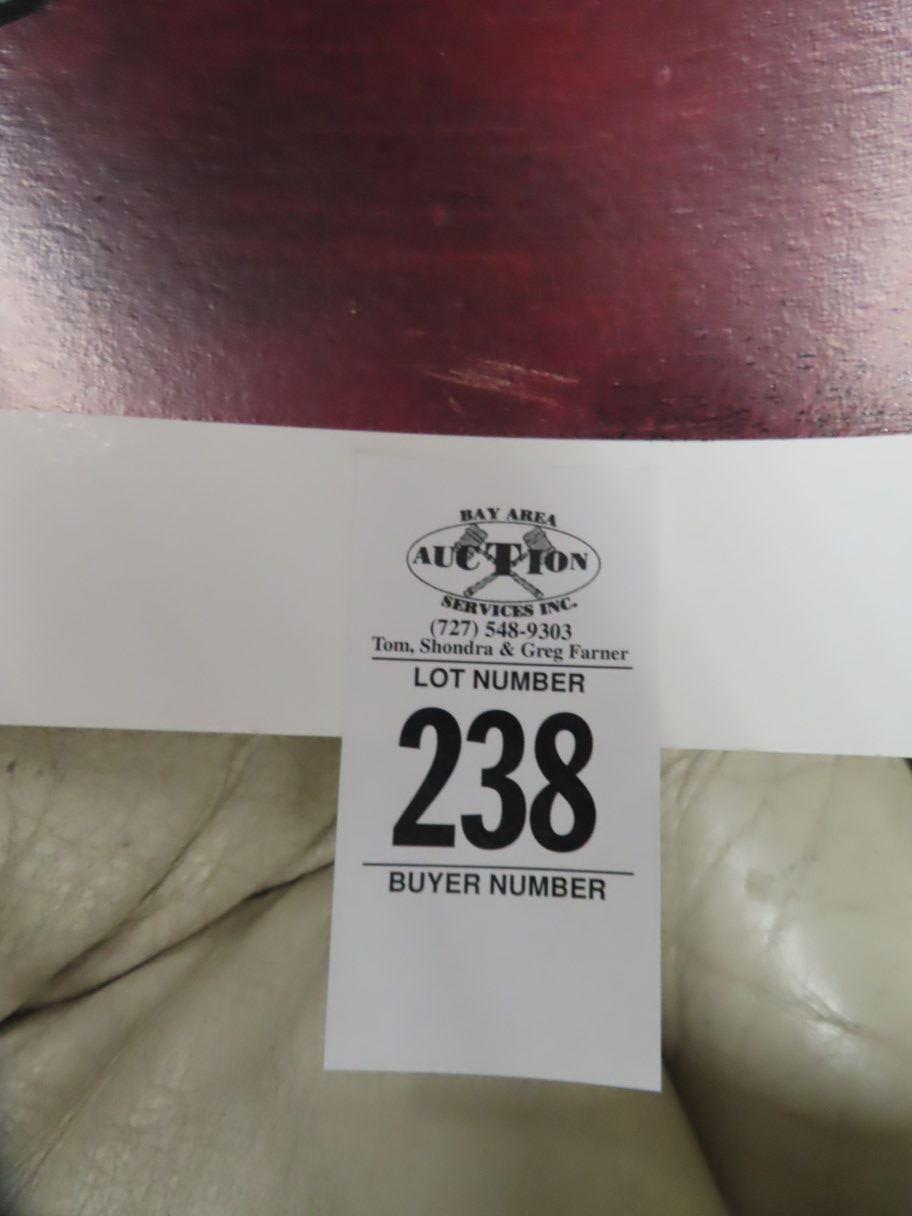 BAY AREA
AUCTION
SERVICES INC.
(727) 548-9303
Tom, Shondra & Greg Farner
LOT NUMBER
238
BUYER NUMBER